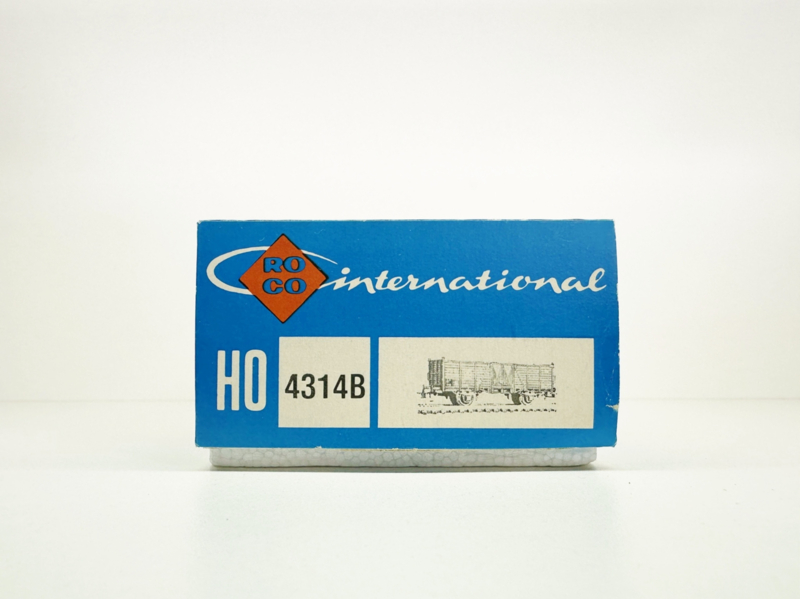 RO
CO
international
HO
4314B